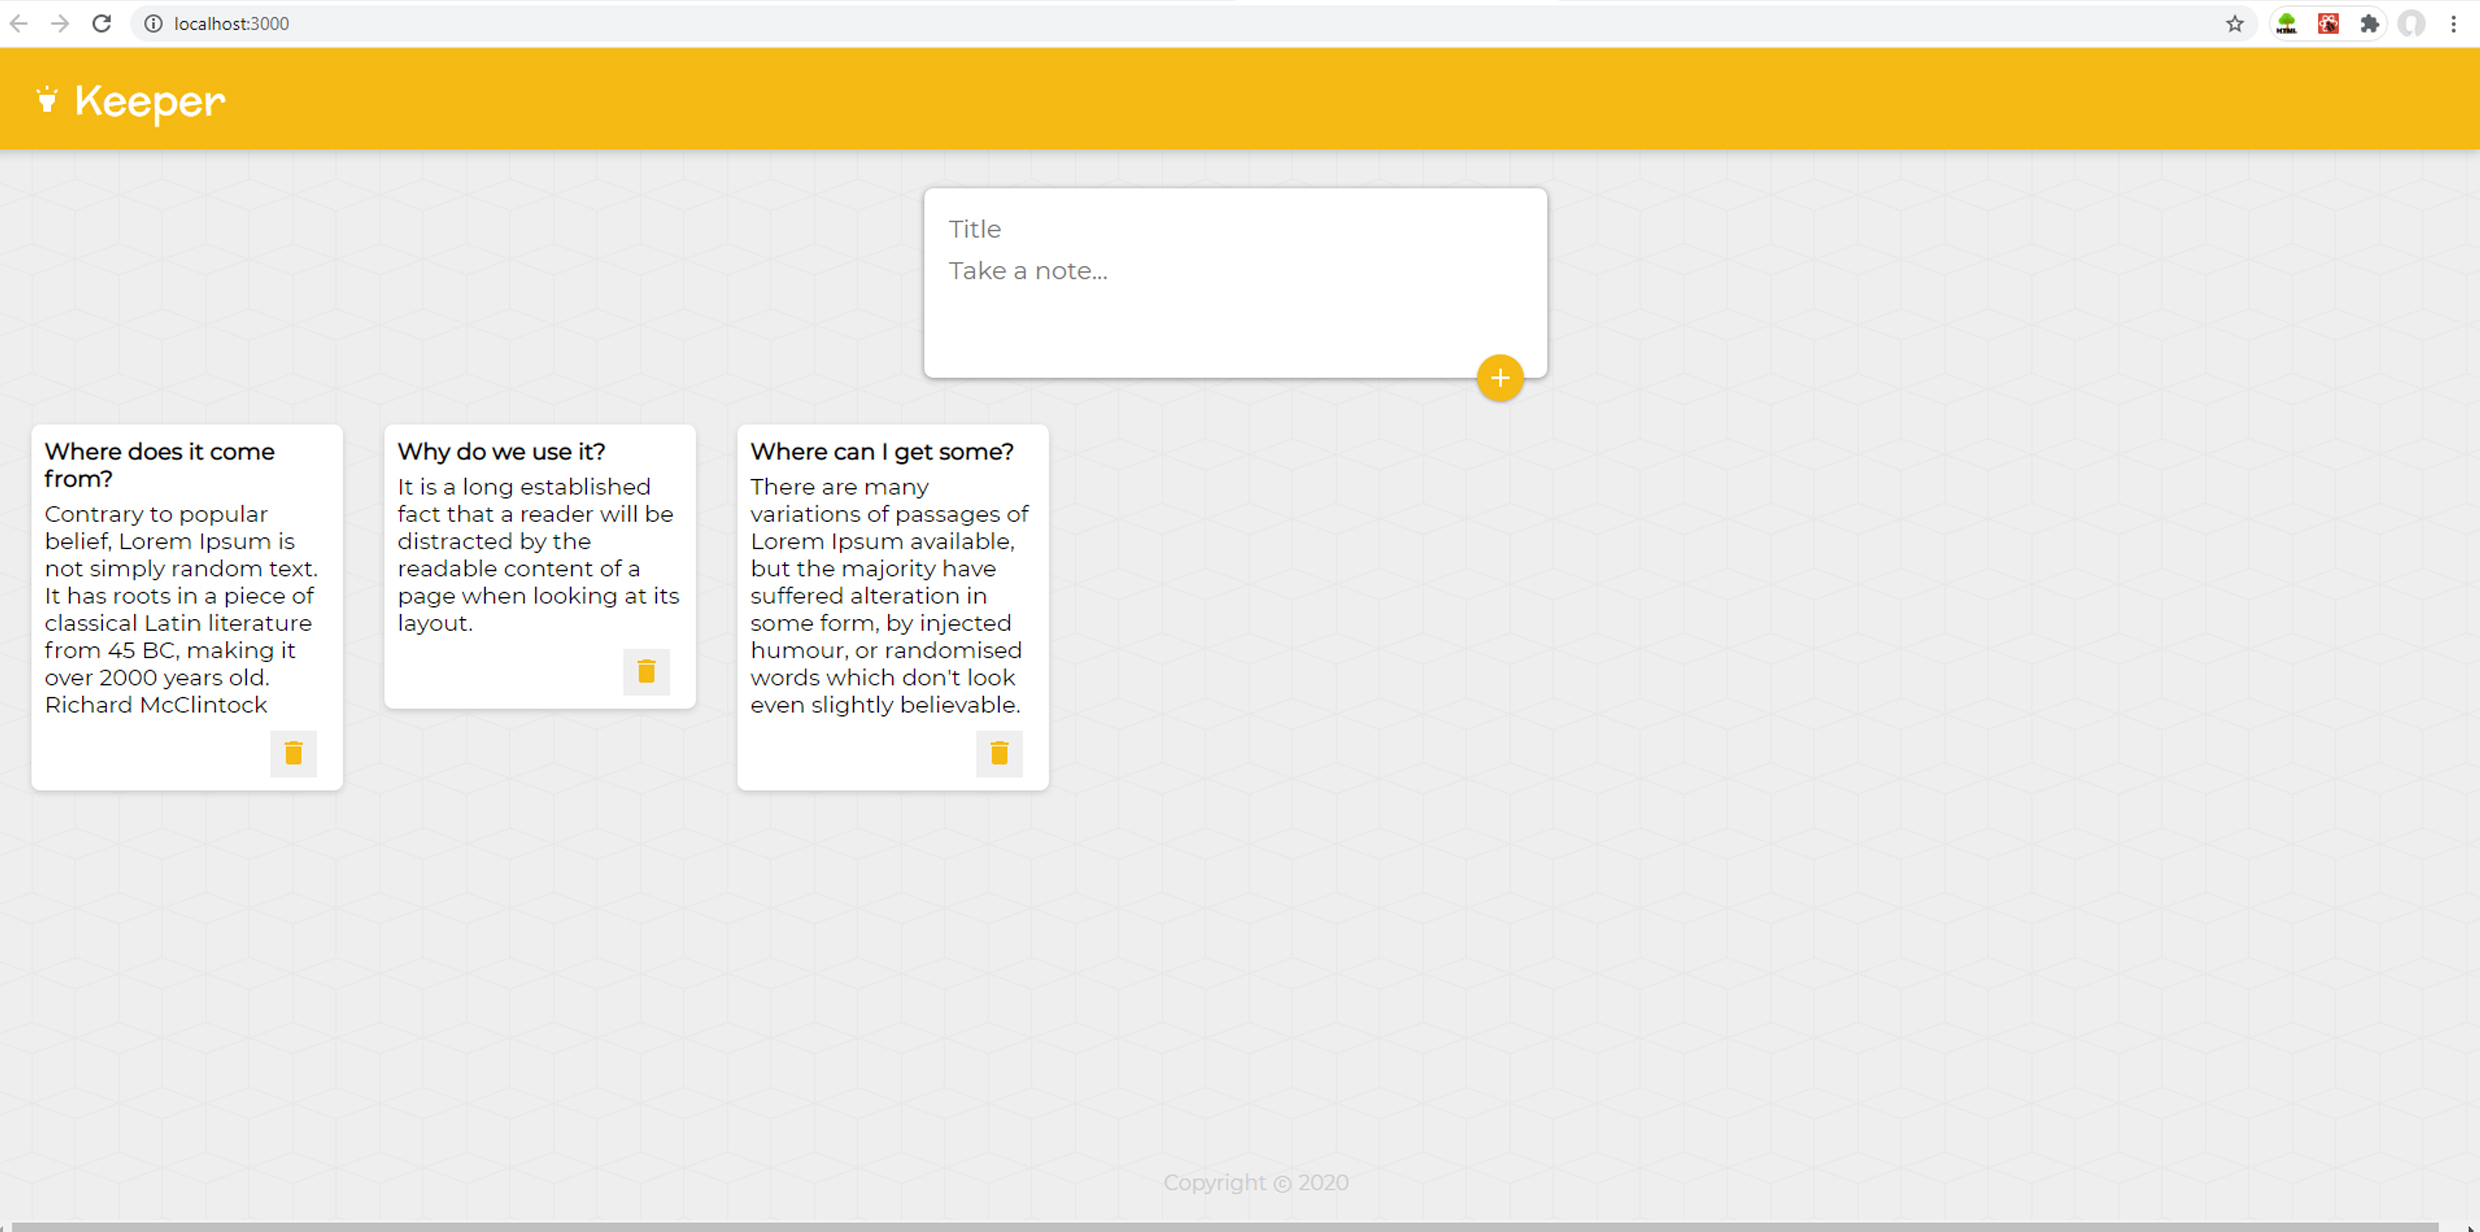 localhost:3000
HTML
Keeper
Title
Take a note...
Where does it come
from?
Contrary to popular
belief, Lorem Ipsum is
not simply random text.
It has roots in a piece of
classical Latin literature
from 45 BC, making it
over 2000 years old.
Richard McClintock
Why do we use it?
It is a long established
fact that a reader will be
distracted by the
readable content of a
page when looking at its
layout.
Where can I get some?
There are many
variations of passages of
Lorem Ipsum available,
but the majority have
suffered alteration in
some form, by injected
humour, or randomised
words which don't look
even slightly believable.
Copyright © 2020